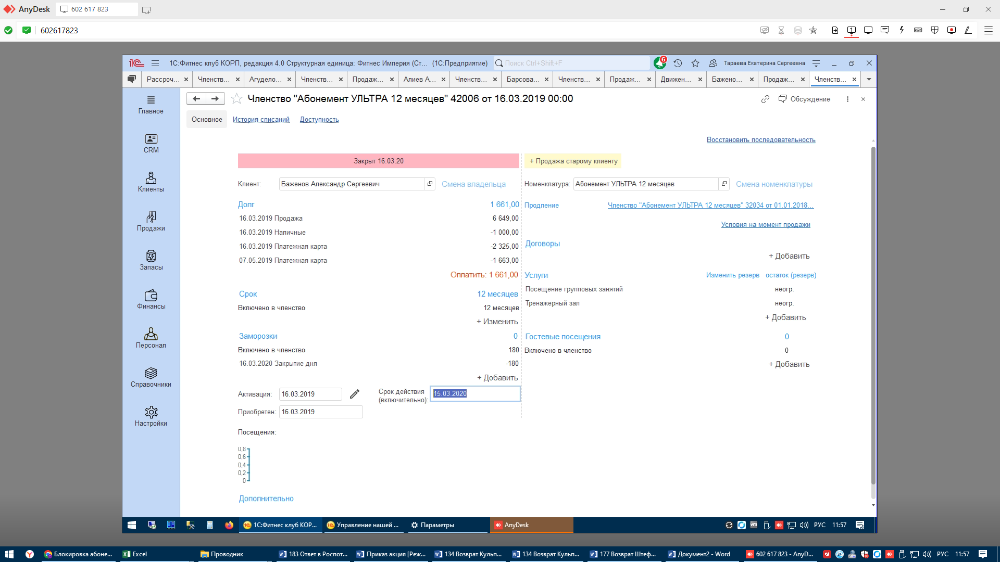 AnyDesk 602 617 823
602617823
1С:Фитнес клуб КОРП, редакция 4.0 Структурная единица: Фитнес Империя (Ст... (1С:Предприятие) Поиск Ctrl+Shift+F 6 Тараева Екатерина Сергеевна
Рассроч... Членств... Агудело... Членств... Продаж... Алиев А... Членств... Барсова... Членств... Продаж... Движен... Бажено... Продаж... Членств...
Главное
CRM
Клиенты
Продажи
Запасы
Финансы
Персонал
Справочники
Настройки
Членство "Абонемент УЛЬТРА 12 месяцев" 42006 от 16.03.2019 00:00
Обсуждение
Основное История списаний Доступность
Восстановить последовательность
Закрыт 16.03.20
+ Продажа старому клиенту
Клиент: Баженов Александр Сергеевич Смена владельца
Номенклатура: Абонемент УЛЬТРА 12 месяцев Смена номенклатуры
Долг 1 661,00
16.03.2019 Продажа 6 649,00
16.03.2019 Наличные -1 000,00
16.03.2019 Платежная карта -2 325,00
07.05.2019 Платежная карта -1 663,00
Оплатить: 1 661,00
Продление Членство "Абонемент УЛЬТРА 12 месяцев" 32034 от 01.01.2018...
Условия на момент продажи
Договоры
+ Добавить
Услуги Изменить резерв остаток (резерв)
Посещение групповых занятий неогр.
Тренажерный зал неогр.
+ Добавить
Срок 12 месяцев
Включено в членство 12 месяцев
+ Изменить
Заморозки 0
Включено в членство 180
16.03.2020 Закрытие дня -180
+ Добавить
Гостевые посещения 0
Включено в членство 0
+ Добавить
Активация: 16.03.2019
Срок действия
(включительно): 15.03.2020
Приобретен: 16.03.2019
Посещения:
0,8
0,6
0,4
0,2
0
Дополнительно
1С:Фитнес клуб КОР... Управление нашей ... Параметры AnyDesk РУС 11:57
Блокировка абоне... Excel Проводник 183 Ответ в Роспот... Приказ акция [Реж... 134 Возврат Кульп... 134 Возврат Кульп... 177 Возврат Штеф... Документ2 - Word 602 617 823 - AnyD... РУС 11:57